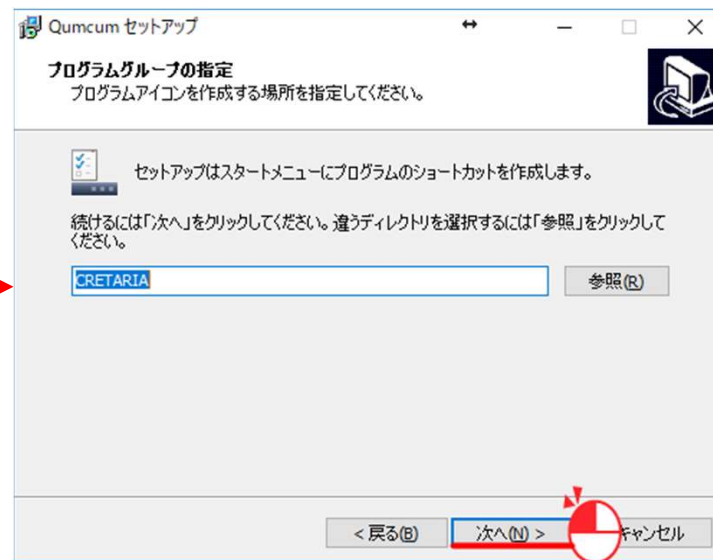 Qumcum セットアップ
プログラムグループの指定
プログラムアイコンを作成する場所を指定してください。
セットアップはスタートメニューにプログラムのショートカットを作成します。
続けるには「次へ」をクリックしてください。違うディレクトリを選択するには「参照」をクリックして
ください。
CRETARIA
参照(R)
< 戻る(B)
次へ(N) >
キャンセル